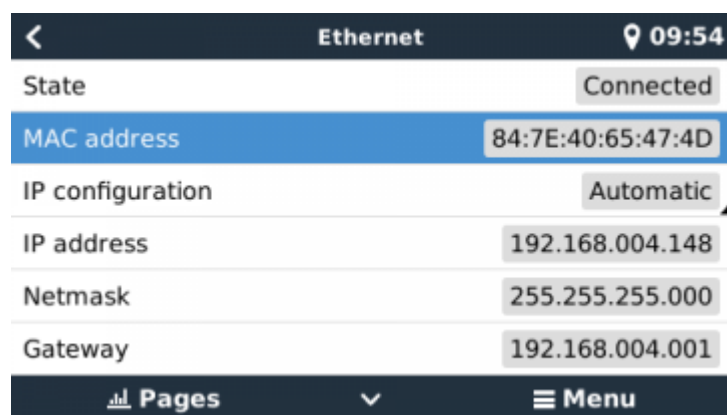 Ethernet 09:54
State Connected
MAC address 84:7E:40:65:47:4D
IP configuration Automatic
IP address 192.168.004.148
Netmask 255.255.255.000
Gateway 192.168.004.001
Pages Menu